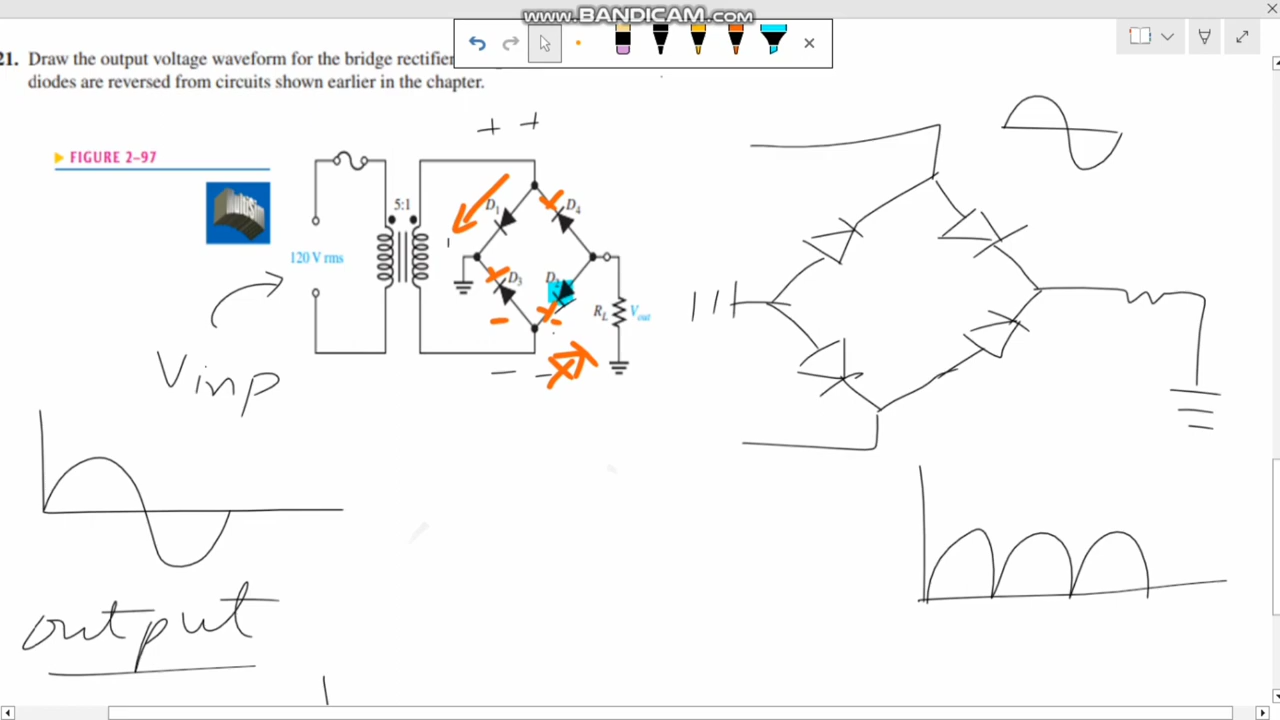 www.BANDICAM.com
21. Draw the output voltage waveform for the bridge rectifier
diodes are reversed from circuits shown earlier in the chapter.
+ +
FIGURE 2–97
5:1
D1
D4
120 V rms
D3
RL
Vout
Vinp
output